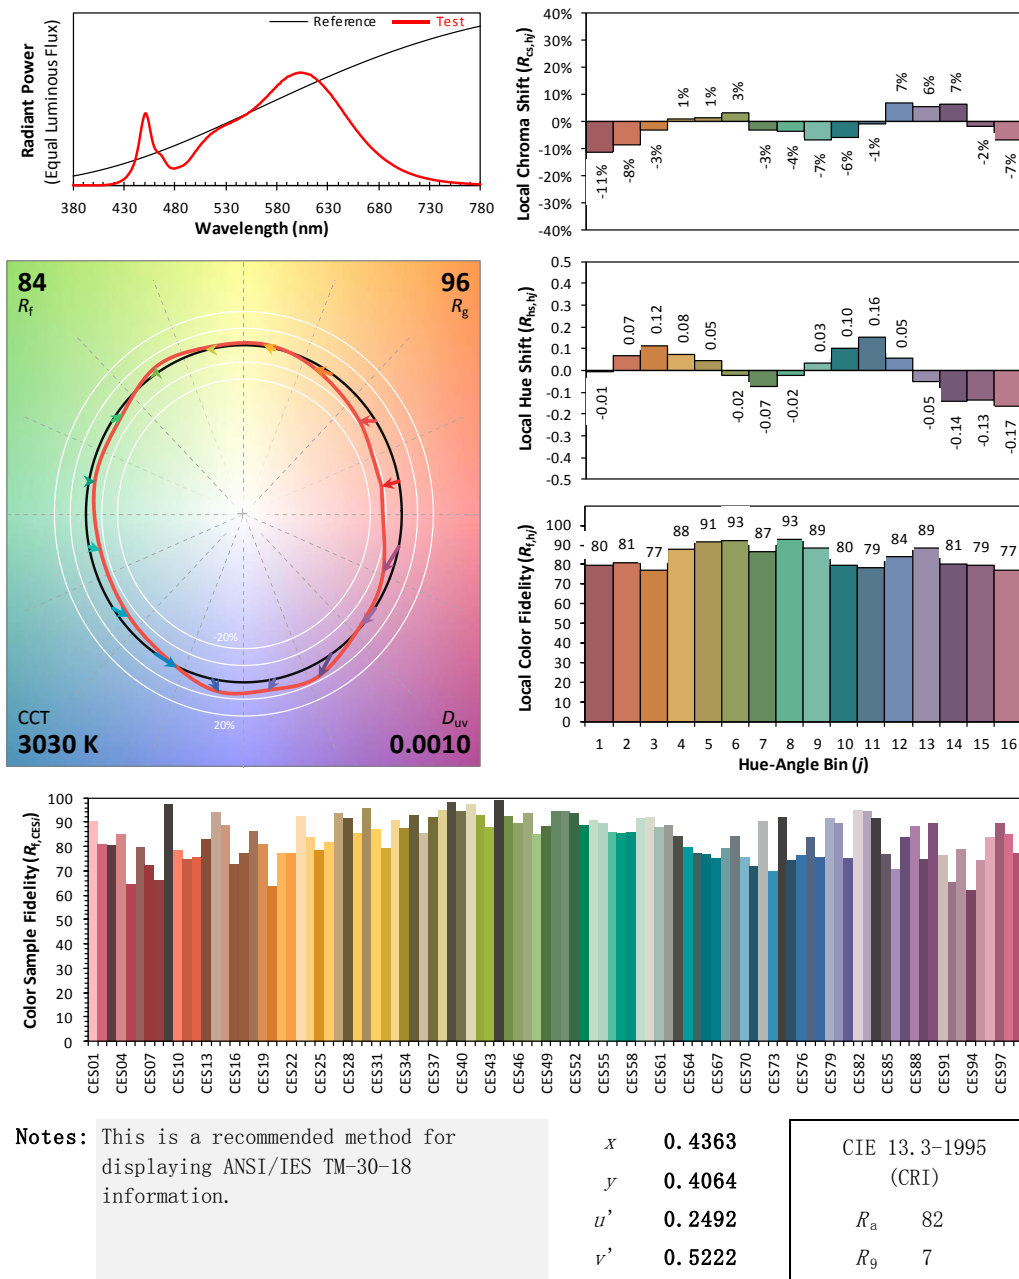 Radiant Power
(Equal Luminous Flux)
Reference
Test
380 430 480 530 580 630 680 730 780
Wavelength (nm)
Local Chroma Shift (Rcs,hj)
40%
30%
20%
10%
0%
-10%
-20%
-30%
-40%
-11% -8% -3% 1% 1% 3% -3% -4% -7% -6% -1% 7% 6% 7% -2% -7%
84
Rf
96
Rg
-20%
20%
CCT
3030 K
Duv
0.0010
Local Hue Shift (Rhs,hj)
0.5
0.4
0.3
0.2
0.1
0.0
-0.1
-0.2
-0.3
-0.4
-0.5
-0.01 0.07 0.12 0.08 0.05 -0.02 -0.07 -0.02 0.03 0.10 0.16 0.05 -0.05 -0.14 -0.13 -0.17
Local Color Fidelity (Rf,hj)
100
90
80
70
60
50
40
30
20
10
0
80 81 77 88 91 93 87 93 89 80 79 84 89 81 79 77
1 2 3 4 5 6 7 8 9 10 11 12 13 14 15 16
Hue-Angle Bin (j)
Color Sample Fidelity (Rf,CESi)
100
90
80
70
60
50
40
30
20
10
0
CES01 CES04 CES07 CES10 CES13 CES16 CES19 CES22 CES25 CES28 CES31 CES34 CES37 CES40 CES43 CES46 CES49 CES52 CES55 CES58 CES61 CES64 CES67 CES70 CES73 CES76 CES79 CES82 CES85 CES88 CES91 CES94 CES97
Notes: This is a recommended method for
displaying ANSI/IES TM-30-18
information.
x 0.4363
y 0.4064
u' 0.2492
v' 0.5222
CIE 13.3-1995
(CRI)
Ra 82
R9 7